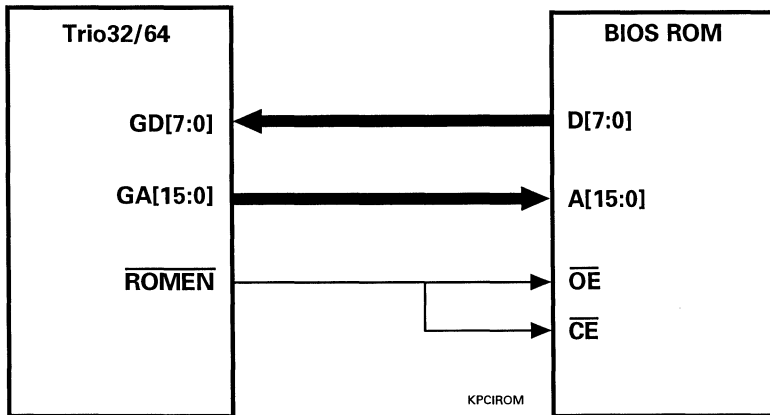 Trio32/64
BIOS ROM
GD[7:0]
D[7:0]
GA[15:0]
A[15:0]
ROMEN
OE
CE
KPCIROM